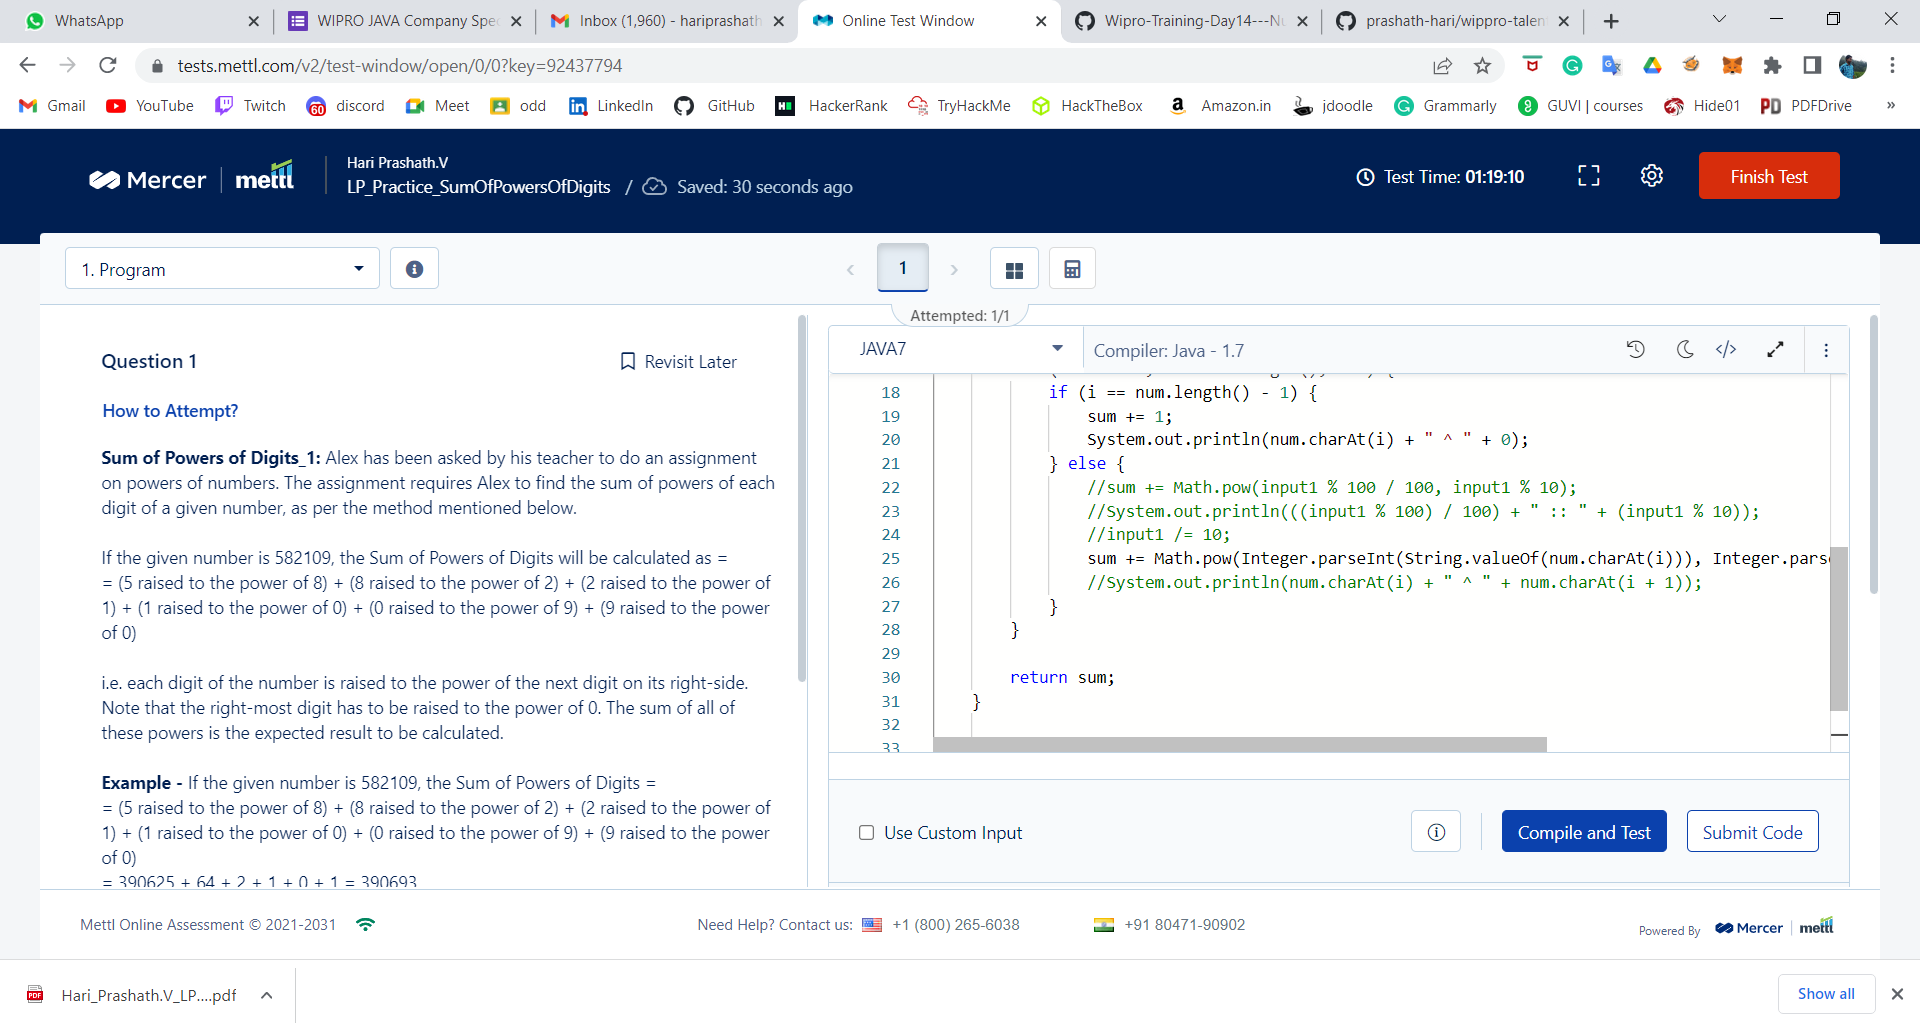 WhatsApp
WIPRO JAVA Company Spec
Inbox (1,960) - hariprashath
Online Test Window
Wipro-Training-Day14---Nu
prashath-hari/wippro-talen
tests.mettl.com/v2/test-window/open/0/0?key=92437794
Gmail YouTube Twitch discord Meet odd LinkedIn GitHub HackerRank TryHackMe HackTheBox Amazon.in jdoodle Grammarly GUVI | courses Hide01 PDFDrive »
Mercer mettl
Hari Prashath.V
LP_Practice_SumOfPowersOfDigits / Saved: 30 seconds ago
Test Time: 01:19:10
Finish Test
1. Program
1
Attempted: 1/1
Question 1
Revisit Later
How to Attempt?
Sum of Powers of Digits_1: Alex has been asked by his teacher to do an assignment
on powers of numbers. The assignment requires Alex to find the sum of powers of each
digit of a given number, as per the method mentioned below.
If the given number is 582109, the Sum of Powers of Digits will be calculated as =
= (5 raised to the power of 8) + (8 raised to the power of 2) + (2 raised to the power of
1) + (1 raised to the power of 0) + (0 raised to the power of 9) + (9 raised to the power
of 0)
i.e. each digit of the number is raised to the power of the next digit on its right-side.
Note that the right-most digit has to be raised to the power of 0. The sum of all of
these powers is the expected result to be calculated.
Example - If the given number is 582109, the Sum of Powers of Digits =
= (5 raised to the power of 8) + (8 raised to the power of 2) + (2 raised to the power of
1) + (1 raised to the power of 0) + (0 raised to the power of 9) + (9 raised to the power
of 0)
= 390625 + 64 + 2 + 1 + 0 + 1 = 390693
JAVA7
Compiler: Java - 1.7
18 if (i == num.length() - 1) {
19 sum += 1;
20 System.out.println(num.charAt(i) + " ^ " + 0);
21 } else {
22 //sum += Math.pow(input1 % 100 / 100, input1 % 10);
23 //System.out.println(((input1 % 100) / 100) + " :: " + (input1 % 10));
24 //input1 /= 10;
25 sum += Math.pow(Integer.parseInt(String.valueOf(num.charAt(i))), Integer.pars
26 //System.out.println(num.charAt(i) + " ^ " + num.charAt(i + 1));
27 }
28 }
29
30 return sum;
31 }
32
33
Use Custom Input
Compile and Test
Submit Code
Mettl Online Assessment © 2021-2031
Need Help? Contact us: +1 (800) 265-6038
+91 80471-90902
Powered By Mercer mettl
PDF Hari_Prashath.V_LP....pdf
Show all